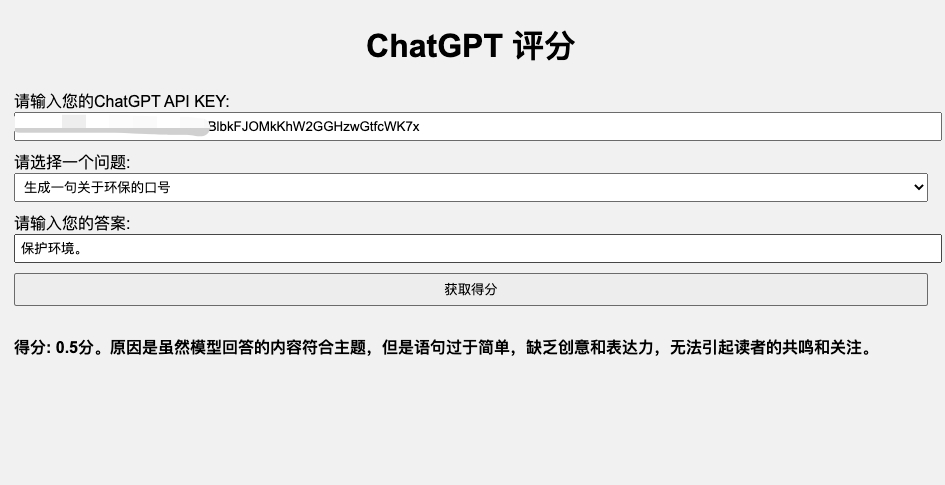 ChatGPT 评分
请输入您的ChatGPT API KEY:
BlbkFJOMkKhW2GGHzwGtfcWK7x
请选择一个问题:
生成一句关于环保的口号
请输入您的答案:
保护环境。
获取得分
得分: 0.5分。原因是虽然模型回答的内容符合主题，但是语句过于简单，缺乏创意和表达力，无法引起读者的共鸣和关注。